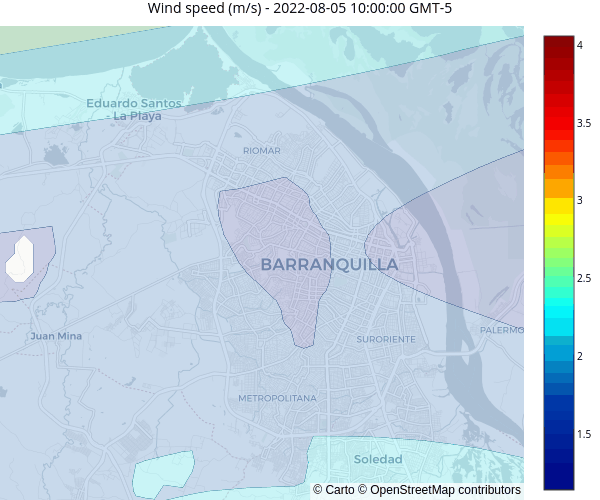 Wind speed (m/s) - 2022-08-05 10:00:00 GMT-5
4
3.5
3
2.5
2
1.5
Eduardo Santos
- La Playa
RIOMAR
BARRANQUILLA
Juan Mina
SURORIENTE
PALERMO
METROPOLITANA
Soledad
© Carto © OpenStreetMap contributors